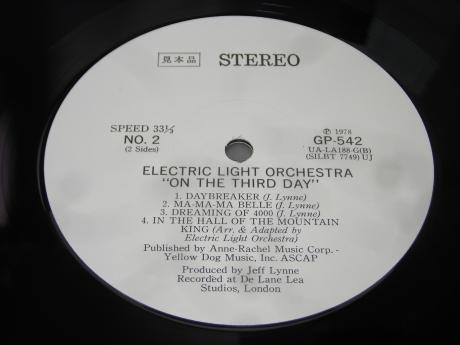 見本品 STEREO
SPEED 33⅓ ℗ 1978
NO. 2 GP-542
(2 Sides) UA-LA188-G(B)
(SILBT 7749) UJ
ELECTRIC LIGHT ORCHESTRA
"ON THE THIRD DAY"
1. DAYBREAKER (J. Lynne)
2. MA-MA-MA BELLE (J. Lynne)
3. DREAMING OF 4000 (J. Lynne)
4. IN THE HALL OF THE MOUNTAIN
KING (Arr. & Adapted by
Electric Light Orchestra)
Published by Anne-Rachel Music Corp. -
Yellow Dog Music, Inc. ASCAP
Produced by Jeff Lynne
Recorded at De Lane Lea
Studios, London